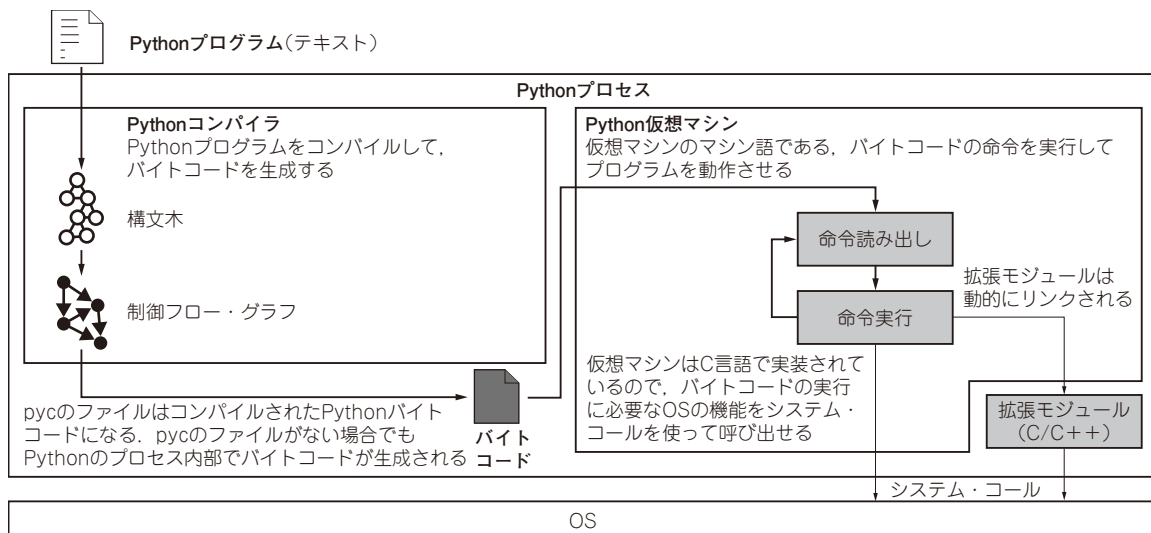 Pythonプログラム(テキスト)
Pythonプロセス
Pythonコンパイラ
Pythonプログラムをコンパイルして,
バイトコードを生成する
構文木
制御フロー・グラフ
pycのファイルはコンパイルされたPythonバイト
コードになる．pycのファイルがない場合でも
Pythonのプロセス内部でバイトコードが生成される
バイト
コード
Python仮想マシン
仮想マシンのマシン語である，バイトコードの命令を実行して
プログラムを動作させる
命令読み出し
命令実行
拡張モジュールは
動的にリンクされる
仮想マシンはC言語で実装されて
いるので，バイトコードの実行
に必要なOSの機能をシステム・
コールを使って呼び出せる
拡張モジュール
(C/C++)
システム・コール
OS